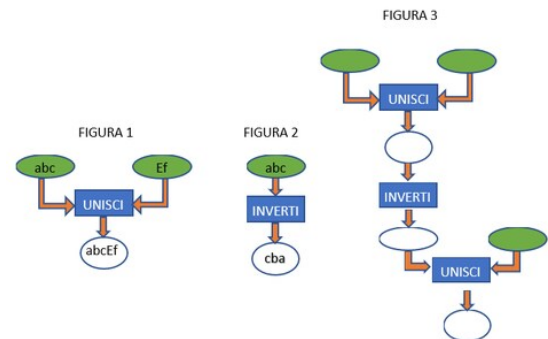 FIGURA 3
UNISCI
FIGURA 1
FIGURA 2
abc
Ef
abc
UNISCI
INVERTI
INVERTI
abcEf
cba
UNISCI